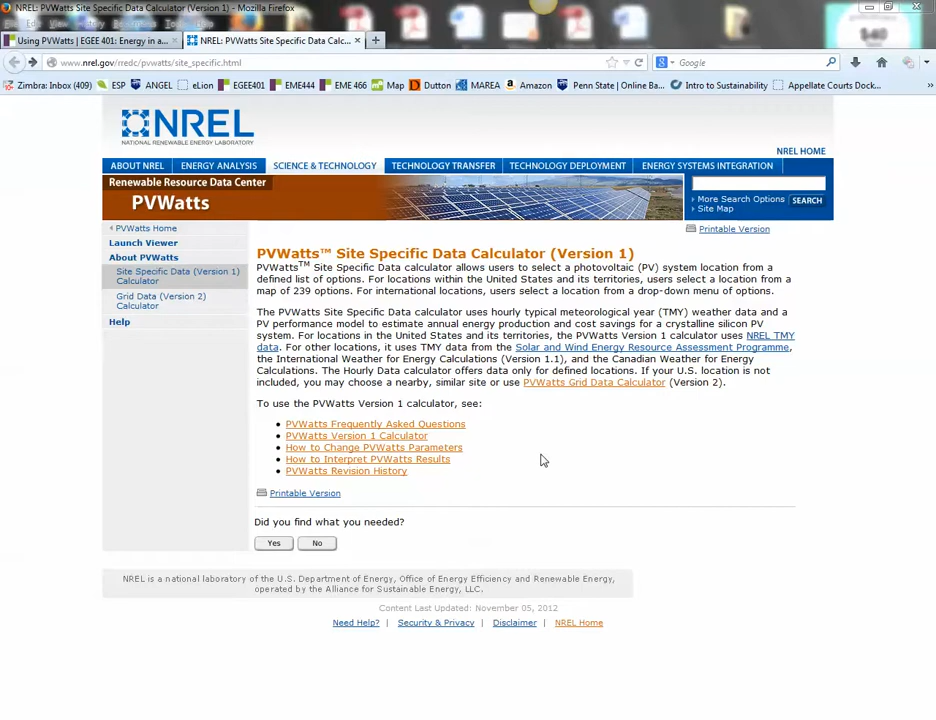 NREL: PVWatts Site Specific Data Calculator (Version 1) - Mozilla Firefox
File Edit View History Bookmarks Tools Help
Using PVWatts | EGEE 401: Energy in a... × NREL: PVWatts Site Specific Data Calc... × +
www.nrel.gov/rredc/pvwatts/site_specific.html Google
Zimbra: Inbox (409) ESP ANGEL eLion EGEE401 EME444 EME 466 Map Dutton MAREA Amazon Penn State | Online Ba... Intro to Sustainability Appellate Courts Dock... »
NREL
NATIONAL RENEWABLE ENERGY LABORATORY
NREL HOME
ABOUT NREL ENERGY ANALYSIS SCIENCE & TECHNOLOGY TECHNOLOGY TRANSFER TECHNOLOGY DEPLOYMENT ENERGY SYSTEMS INTEGRATION
Renewable Resource Data Center
PVWatts
More Search Options
Site Map
SEARCH
Printable Version
PVWatts Home
Launch Viewer
About PVWatts
Site Specific Data (Version 1)
Calculator
Grid Data (Version 2)
Calculator
Help
PVWatts™ Site Specific Data Calculator (Version 1)
PVWatts™ Site Specific Data calculator allows users to select a photovoltaic (PV) system location from a
defined list of options. For locations within the United States and its territories, users select a location from a
map of 239 options. For international locations, users select a location from a drop-down menu of options.
The PVWatts Site Specific Data calculator uses hourly typical meteorological year (TMY) weather data and a
PV performance model to estimate annual energy production and cost savings for a crystalline silicon PV
system. For locations in the United States and its territories, the PVWatts Version 1 calculator uses NREL TMY
data. For other locations, it uses TMY data from the Solar and Wind Energy Resource Assessment Programme,
the International Weather for Energy Calculations (Version 1.1), and the Canadian Weather for Energy
Calculations. The Hourly Data calculator offers data only for defined locations. If your U.S. location is not
included, you may choose a nearby, similar site or use PVWatts Grid Data Calculator (Version 2).
To use the PVWatts Version 1 calculator, see:
• PVWatts Frequently Asked Questions
• PVWatts Version 1 Calculator
• How to Change PVWatts Parameters
• How to Interpret PVWatts Results
• PVWatts Revision History
Printable Version
Did you find what you needed?
Yes No
NREL is a national laboratory of the U.S. Department of Energy, Office of Energy Efficiency and Renewable Energy,
operated by the Alliance for Sustainable Energy, LLC.
Content Last Updated: November 05, 2012
Need Help? | Security & Privacy | Disclaimer | NREL Home